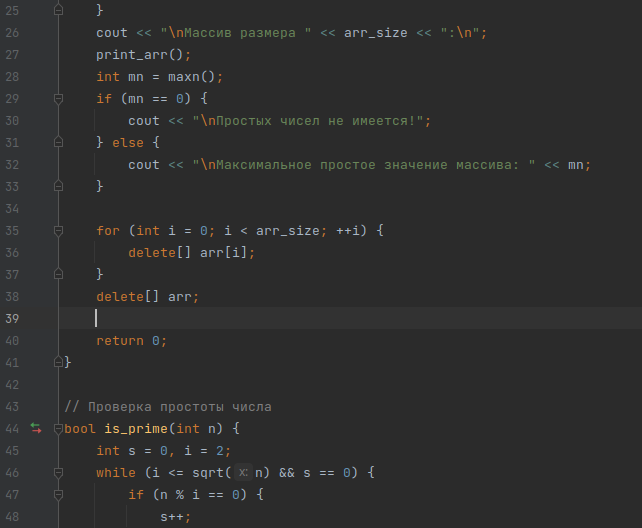 25 }
26 cout << "\nМассив размера " << arr_size << ":\n";
27 print_arr();
28 int mn = maxn();
29 if (mn == 0) {
30 cout << "\nПростых чисел не имеется!";
31 } else {
32 cout << "\nМаксимальное простое значение массива: " << mn;
33 }
34
35 for (int i = 0; i < arr_size; ++i) {
36 delete[] arr[i];
37 }
38 delete[] arr;
39
40 return 0;
41 }
42
43 // Проверка простоты числа
44 bool is_prime(int n) {
45 int s = 0, i = 2;
46 while (i <= sqrt( x: n) && s == 0) {
47 if (n % i == 0) {
48 s++;